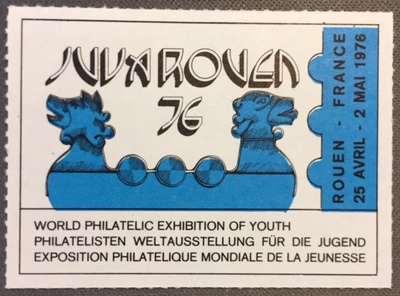 JUVAROUEN
76
ROUEN - FRANCE
25 AVRIL - 2 MAI 1976
WORLD PHILATELIC EXHIBITION OF YOUTH
PHILATELISTEN WELTAUSSTELLUNG FÜR DIE JUGEND
EXPOSITION PHILATELIQUE MONDIALE DE LA JEUNESSE